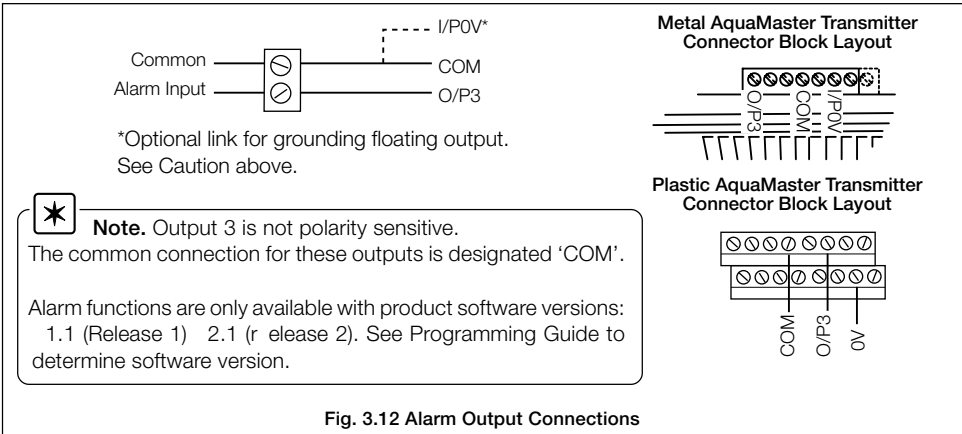 I/P0V*
Common
COM
Alarm Input
O/P3
*Optional link for grounding floating output.
See Caution above.
Note. Output 3 is not polarity sensitive.
The common connection for these outputs is designated ‘COM’.
Alarm functions are only available with product software versions:
1.1 (Release 1) 2.1 (r elease 2). See Programming Guide to
determine software version.
Metal AquaMaster Transmitter
Connector Block Layout
O/P3
COM
I/P0V
Plastic AquaMaster Transmitter
Connector Block Layout
COM
O/P3
0V
Fig. 3.12 Alarm Output Connections